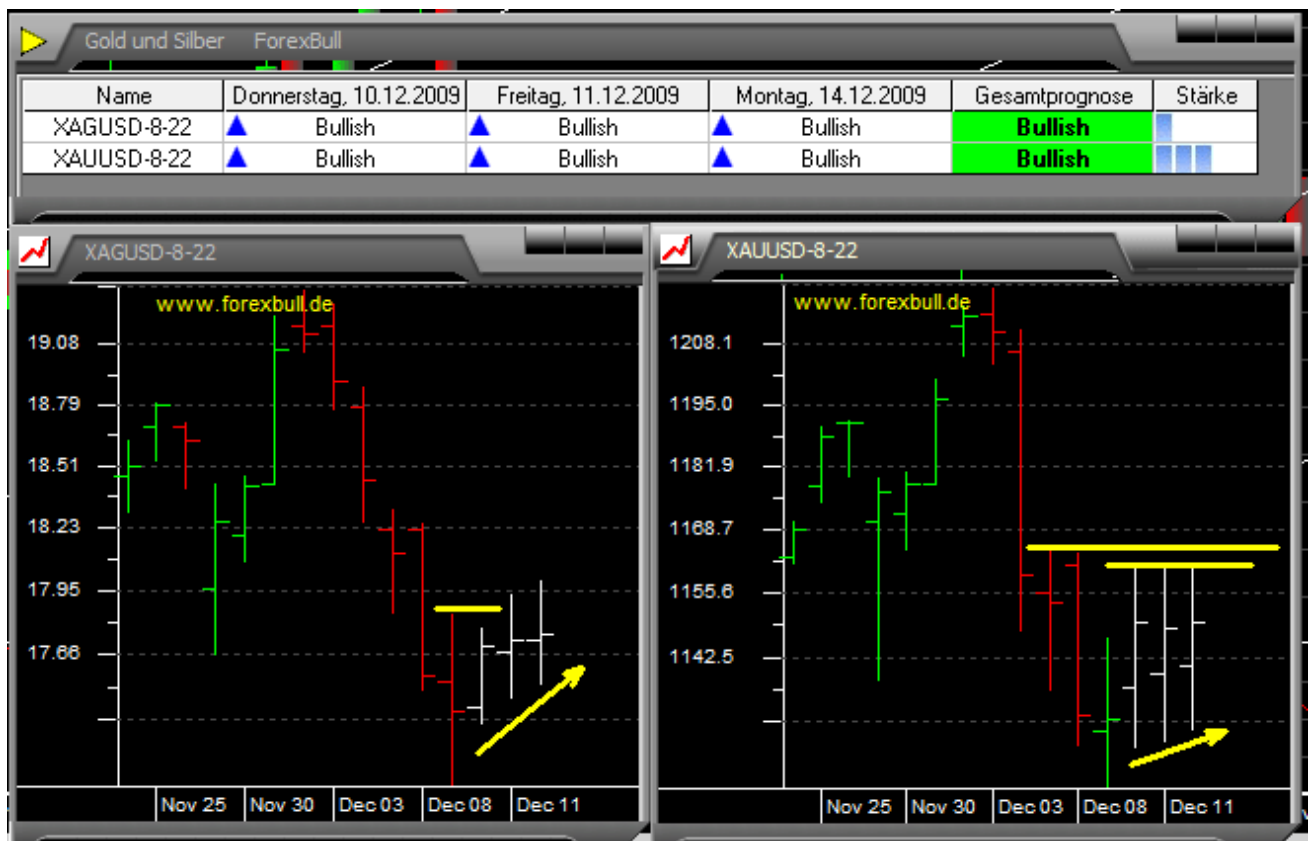 Gold und Silber ForexBull
Name Donnerstag, 10.12.2009 Freitag, 11.12.2009 Montag, 14.12.2009 Gesamtprognose Stärke
XAGUSD-8-22 Bullish Bullish Bullish Bullish
XAUUSD-8-22 Bullish Bullish Bullish Bullish
XAGUSD-8-22
www.forexbull.de
19.08
18.79
18.51
18.23
17.95
17.66
Nov 25 Nov 30 Dec 03 Dec 08 Dec 11
XAUUSD-8-22
www.forexbull.de
1208.1
1195.0
1181.9
1168.7
1155.6
1142.5
Nov 25 Nov 30 Dec 03 Dec 08 Dec 11